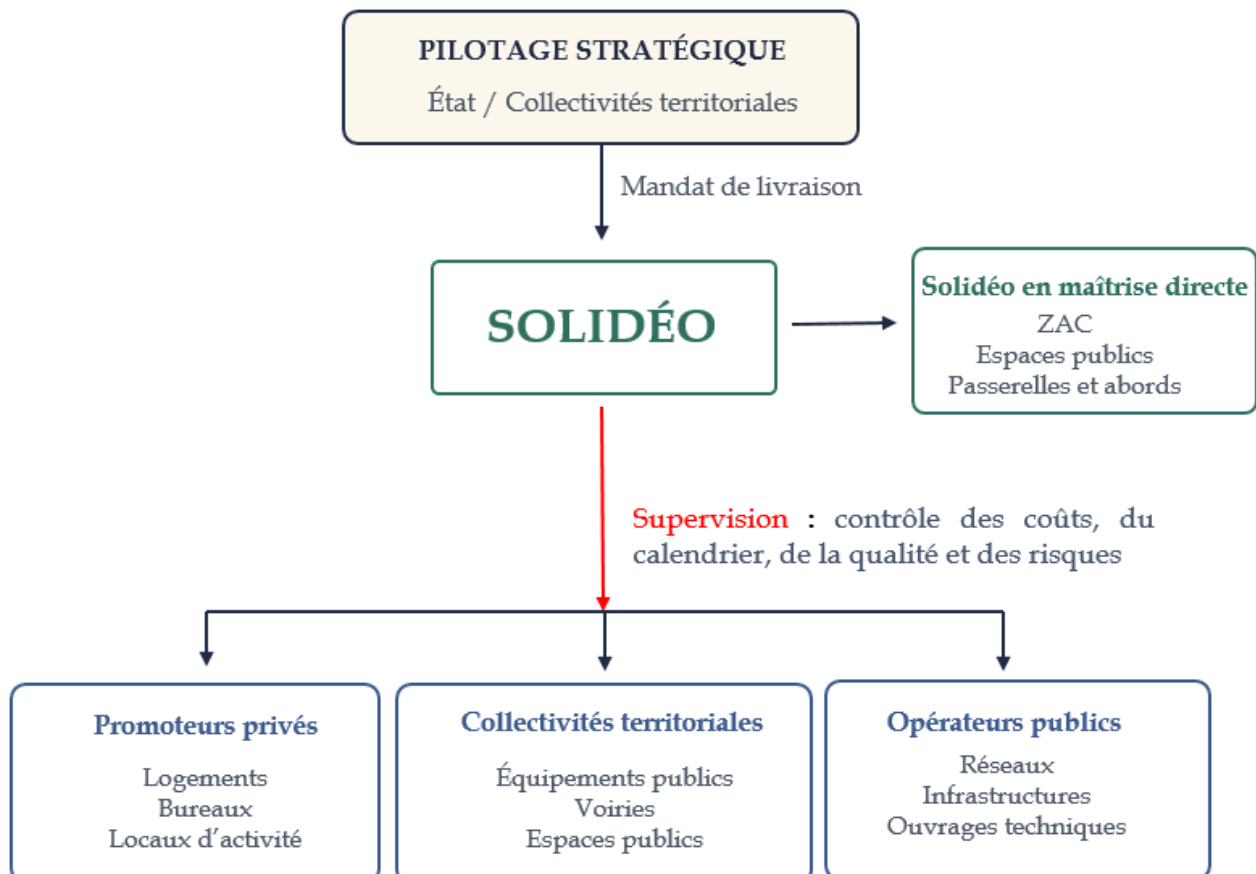 PILOTAGE STRATÉGIQUE
État / Collectivités territoriales
Mandat de livraison
SOLIDÉO
Solidéo en maîtrise directe
ZAC
Espaces publics
Passerelles et abords
Supervision : contrôle des coûts, du
calendrier, de la qualité et des risques
Promoteurs privés
Logements
Bureaux
Locaux d’activité
Collectivités territoriales
Équipements publics
Voiries
Espaces publics
Opérateurs publics
Réseaux
Infrastructures
Ouvrages techniques